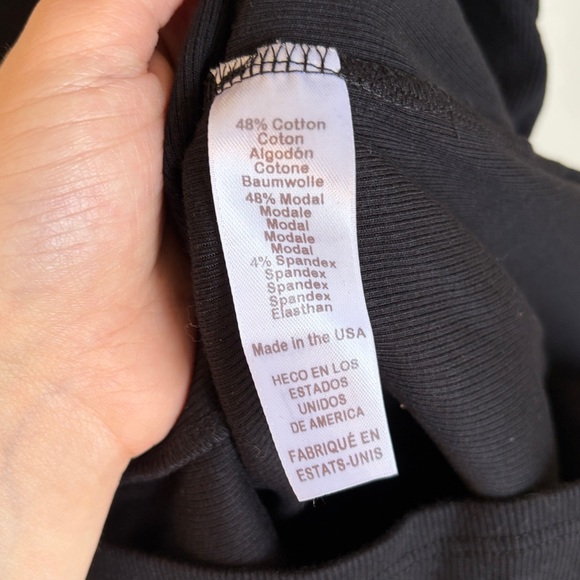 48% Cotton
Coton
Algodón
Cotone
Baumwolle
48% Modal
Modale
Modal
Modale
Modal
4% Spandex
Spandex
Spandex
Spandex
Elasthan
Made in the USA
HECO EN LOS
ESTADOS
UNIDOS
DE AMERICA
FABRIQUÉ EN
ESTATS-UNIS